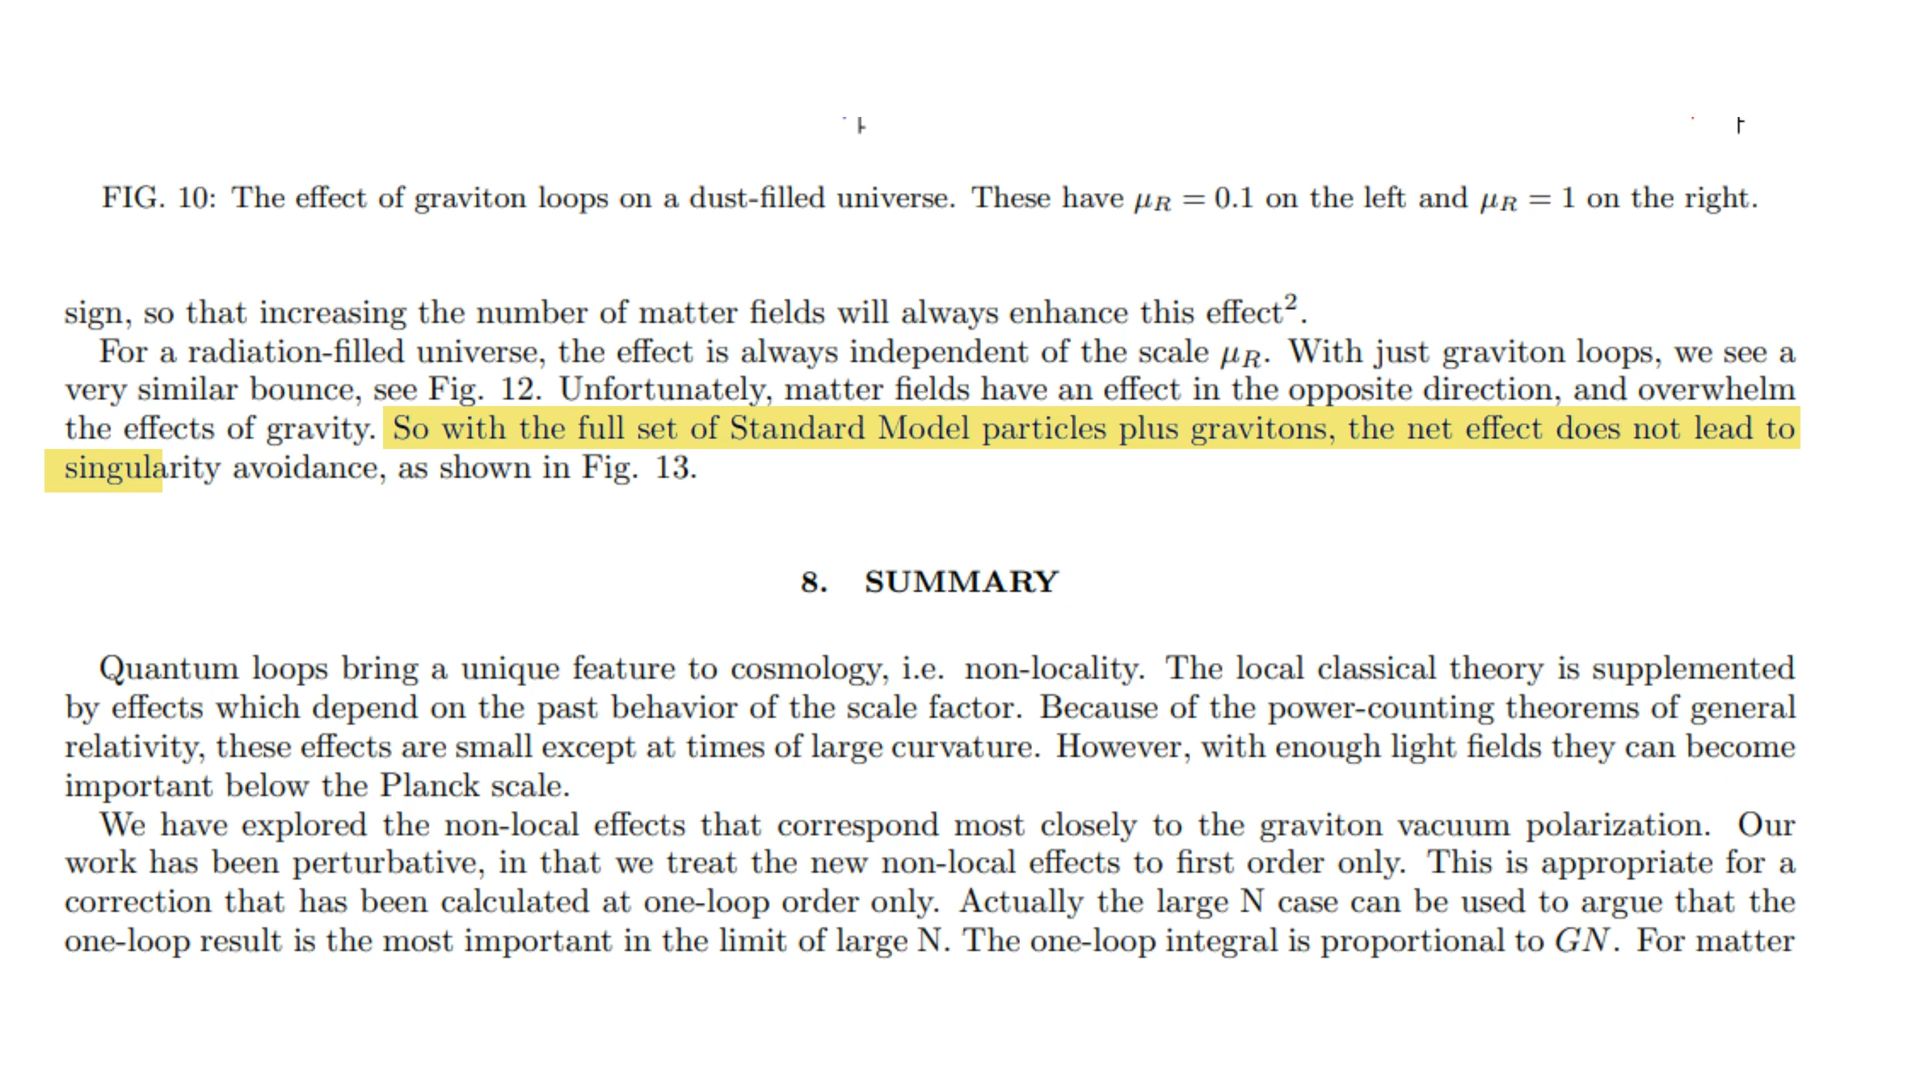 FIG. 10: The effect of graviton loops on a dust-filled universe. These have μR = 0.1 on the left and μR = 1 on the right.
sign, so that increasing the number of matter fields will always enhance this effect².
For a radiation-filled universe, the effect is always independent of the scale μR. With just graviton loops, we see a
very similar bounce, see Fig. 12. Unfortunately, matter fields have an effect in the opposite direction, and overwhelm
the effects of gravity. So with the full set of Standard Model particles plus gravitons, the net effect does not lead to
singularity avoidance, as shown in Fig. 13.
8. SUMMARY
Quantum loops bring a unique feature to cosmology, i.e. non-locality. The local classical theory is supplemented
by effects which depend on the past behavior of the scale factor. Because of the power-counting theorems of general
relativity, these effects are small except at times of large curvature. However, with enough light fields they can become
important below the Planck scale.
We have explored the non-local effects that correspond most closely to the graviton vacuum polarization. Our
work has been perturbative, in that we treat the new non-local effects to first order only. This is appropriate for a
correction that has been calculated at one-loop order only. Actually the large N case can be used to argue that the
one-loop result is the most important in the limit of large N. The one-loop integral is proportional to GN. For matter